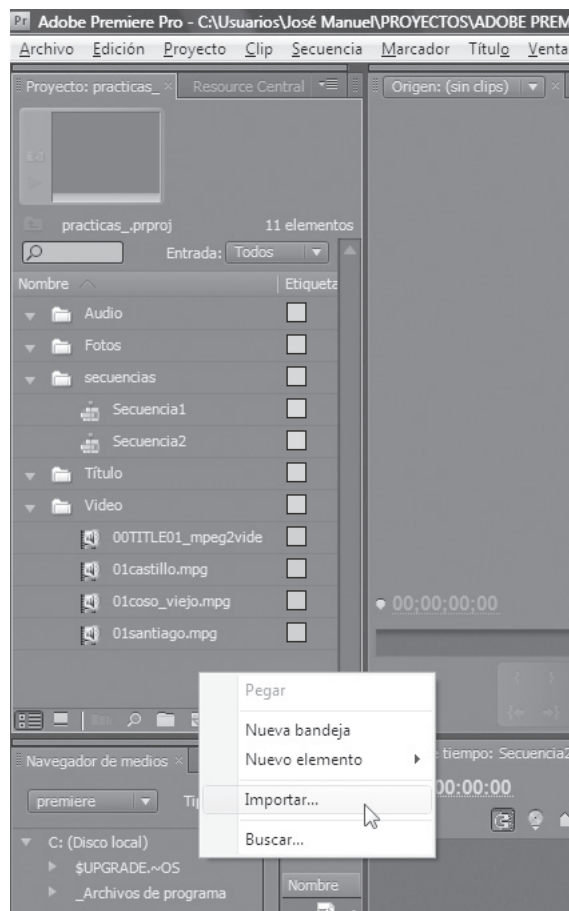 Adobe Premiere Pro - C:\Usuarios\José Manuel\PROYECTOS\ADOBE PREM
Archivo Edición Proyecto Clip Secuencia Marcador Título Venta
Proyecto: practicas_ Resource Central Origen: (sin clips)
practicas_.prproj 11 elementos
Entrada: Todos
Nombre Etiqueta
Audio
Fotos
secuencias
Secuencia1
Secuencia2
Título
Video
00TITLE01_mpeg2vide
01castillo.mpg
01coso_viejo.mpg
01santiago.mpg
00;00;00;00
Pegar
Nueva bandeja
Nuevo elemento
Importar...
Buscar...
Navegador de medios
tiempo: Secuencia2
premiere
00:00:00
C: (Disco local)
$UPGRADE.~OS
_Archivos de programa
Nombre